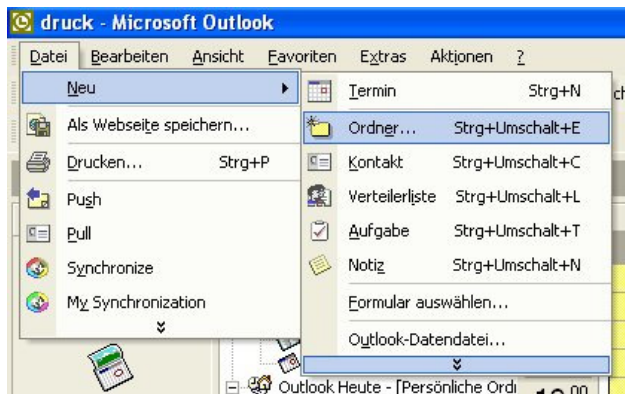 druck - Microsoft Outlook
Datei Bearbeiten Ansicht Favoriten Extras Aktionen ?
Neu
Als Webseite speichern...
Drucken... Strg+P
Push
Pull
Synchronize
My Synchronization
Termin Strg+N
Ordner... Strg+Umschalt+E
Kontakt Strg+Umschalt+C
Verteilerliste Strg+Umschalt+L
Aufgabe Strg+Umschalt+T
Notiz Strg+Umschalt+N
Formular auswählen...
Outlook-Datendatei...
Outlook Heute - [Persönliche Ord